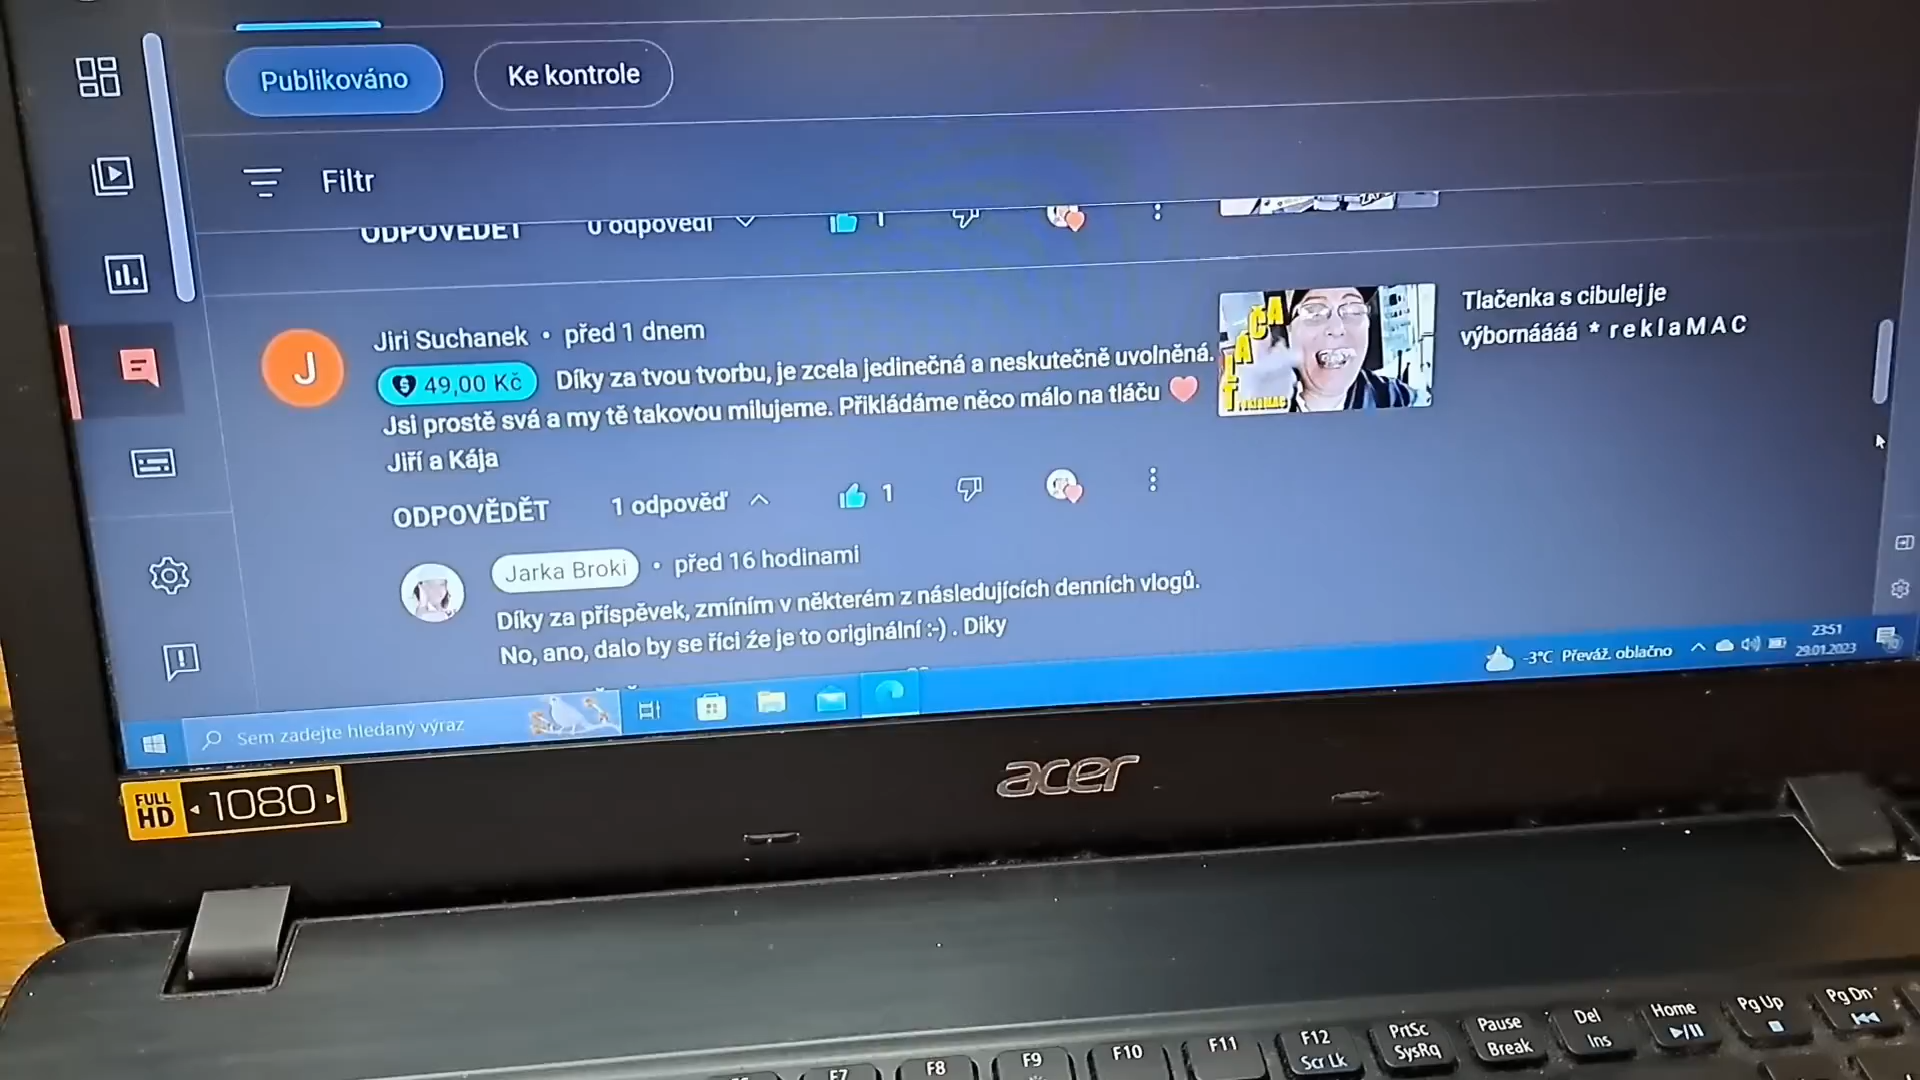 Publikováno
Ke kontrole
Filtr
ODPOVĚDĚT
0 odpovědí
1
Jiri Suchanek • před 1 dnem
49,00 Kč Díky za tvou tvorbu, je zcela jedinečná a neskutečně uvolněná.
Jsi prostě svá a my tě takovou milujeme. Přikládáme něco málo na tláču ❤
Jiří a Kája
Tlačenka s cibulej je
výbornáááá * r e k l a M A C
ODPOVĚDĚT
1 odpověď
1
J
Jarka Broki • před 16 hodinami
Díky za příspěvek, zmíním v některém z následujících denních vlogů.
No, ano, dalo by se říci že je to originální :-) . Diky
-3°C Převáž. oblačno
23:51
29.01.2023
Sem zadejte hledaný výraz
FULL HD 1080
acer
F7
F8
F9
F10
F11
F12 Scr Lk
PrtSc SysRq
Pause Break
Del Ins
Home
Pg Up
Pg Dn